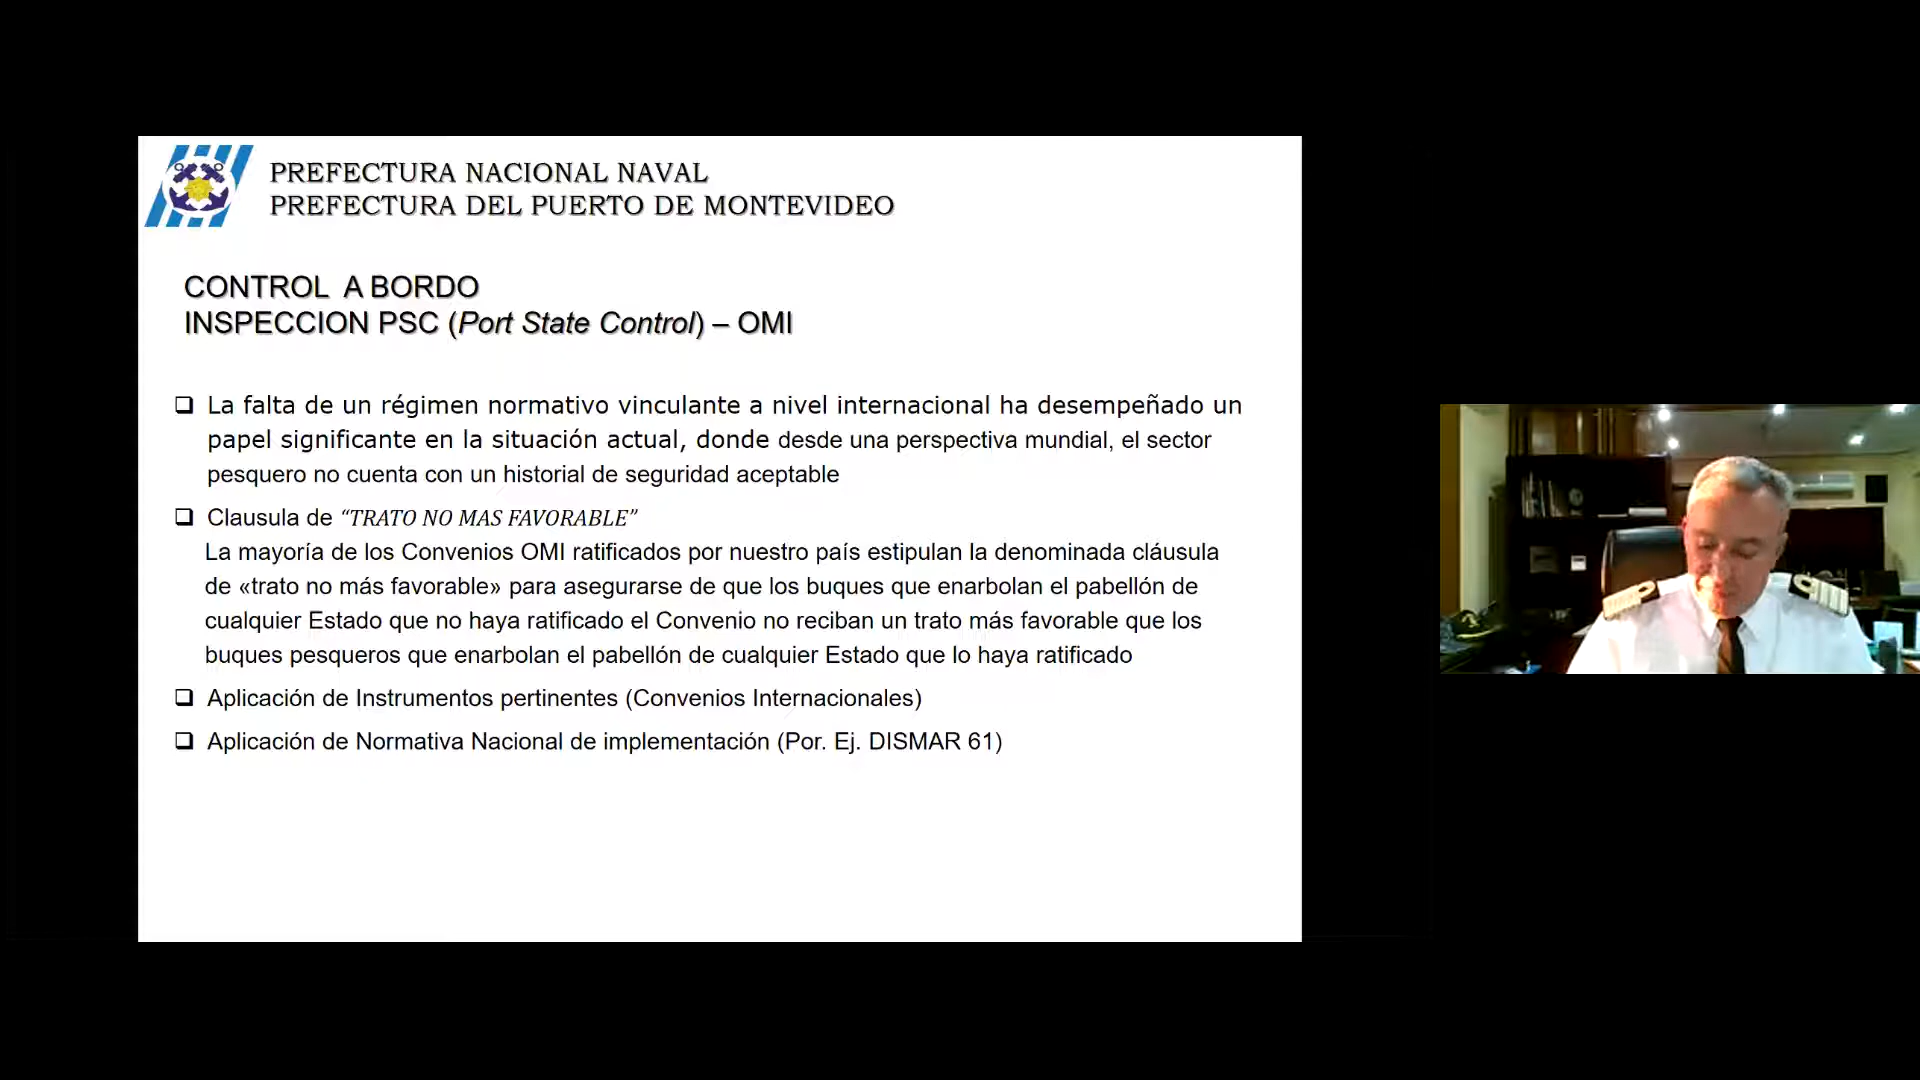 PREFECTURA NACIONAL NAVAL
PREFECTURA DEL PUERTO DE MONTEVIDEO
CONTROL A BORDO
INSPECCION PSC (Port State Control) – OMI
La falta de un régimen normativo vinculante a nivel internacional ha desempeñado un
papel significante en la situación actual, donde desde una perspectiva mundial, el sector
pesquero no cuenta con un historial de seguridad aceptable
Clausula de “TRATO NO MAS FAVORABLE”
La mayoría de los Convenios OMI ratificados por nuestro país estipulan la denominada cláusula
de «trato no más favorable» para asegurarse de que los buques que enarbolan el pabellón de
cualquier Estado que no haya ratificado el Convenio no reciban un trato más favorable que los
buques pesqueros que enarbolan el pabellón de cualquier Estado que lo haya ratificado
Aplicación de Instrumentos pertinentes (Convenios Internacionales)
Aplicación de Normativa Nacional de implementación (Por. Ej. DISMAR 61)